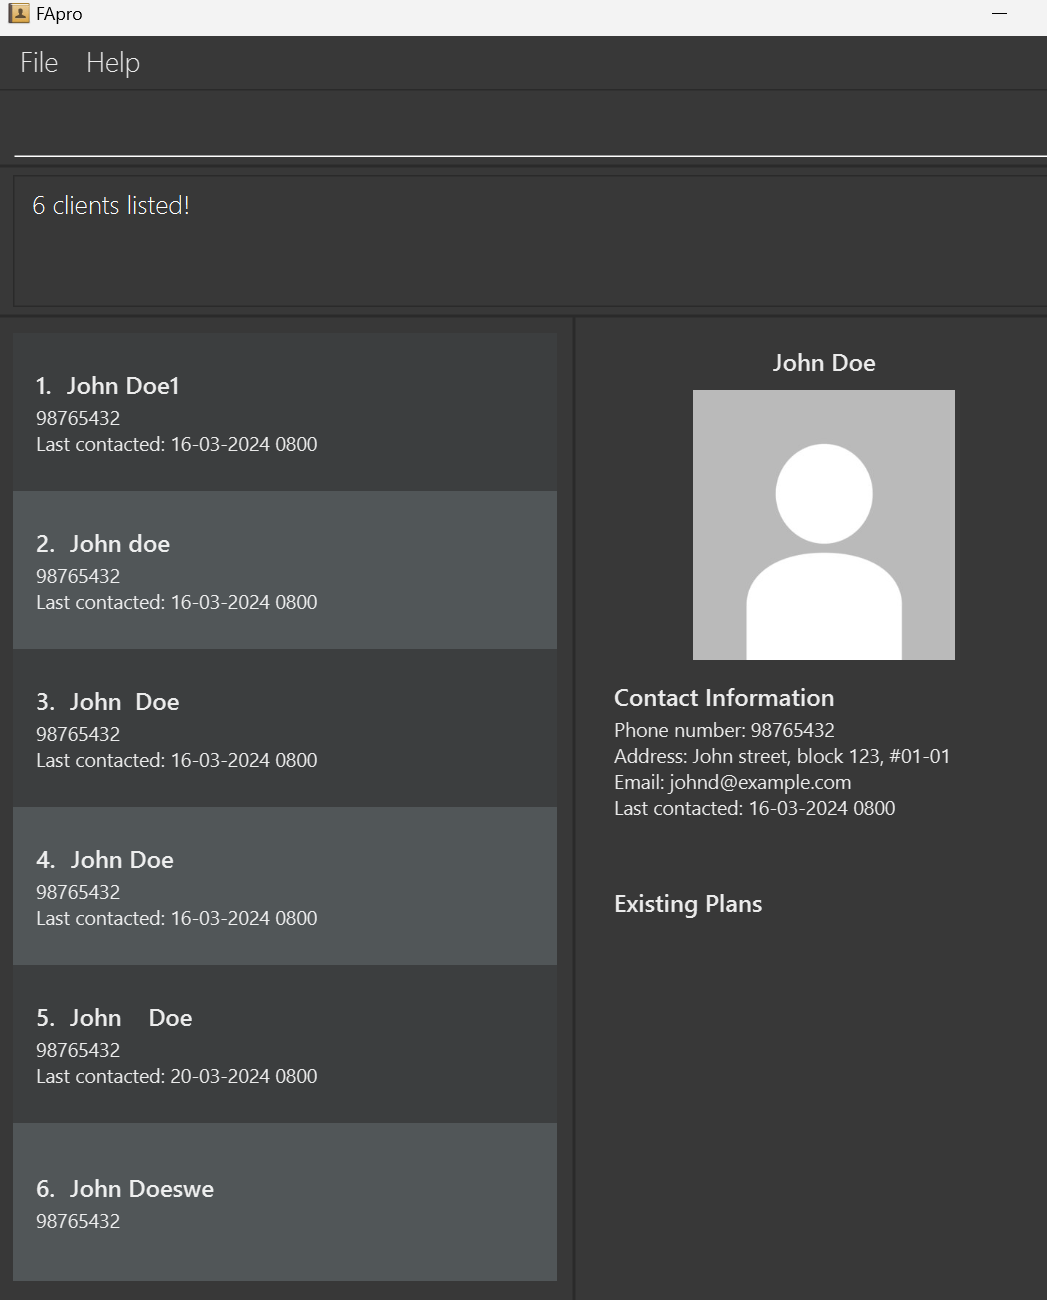 FApro
File Help
6 clients listed!
1. John Doe1
98765432
Last contacted: 16-03-2024 0800
2. John doe
98765432
Last contacted: 16-03-2024 0800
3. John  Doe
98765432
Last contacted: 16-03-2024 0800
4. John Doe
98765432
Last contacted: 16-03-2024 0800
5. John    Doe
98765432
Last contacted: 20-03-2024 0800
6. John Doeswe
98765432
John Doe
Contact Information
Phone number: 98765432
Address: John street, block 123, #01-01
Email: johnd@example.com
Last contacted: 16-03-2024 0800
Existing Plans